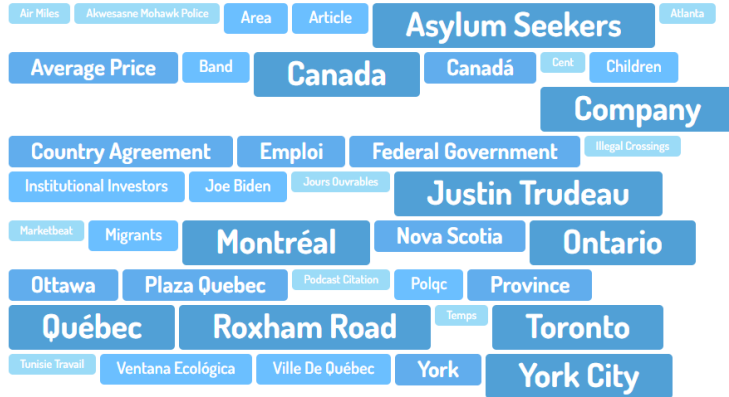 Air Miles Akwesasne Mohawk Police Area Article Asylum Seekers Atlanta
Average Price Band Canada Canadá Cent Children
Company
Country Agreement Emploi Federal Government Illegal Crossings
Institutional Investors Joe Biden Jours Ouvrables Justin Trudeau
Marketbeat Migrants Montréal Nova Scotia Ontario
Ottawa Plaza Quebec Podcast Citation Polqc Province
Québec Roxham Road Temps Toronto
Tunisie Travail Ventana Ecológica Ville De Québec York York City